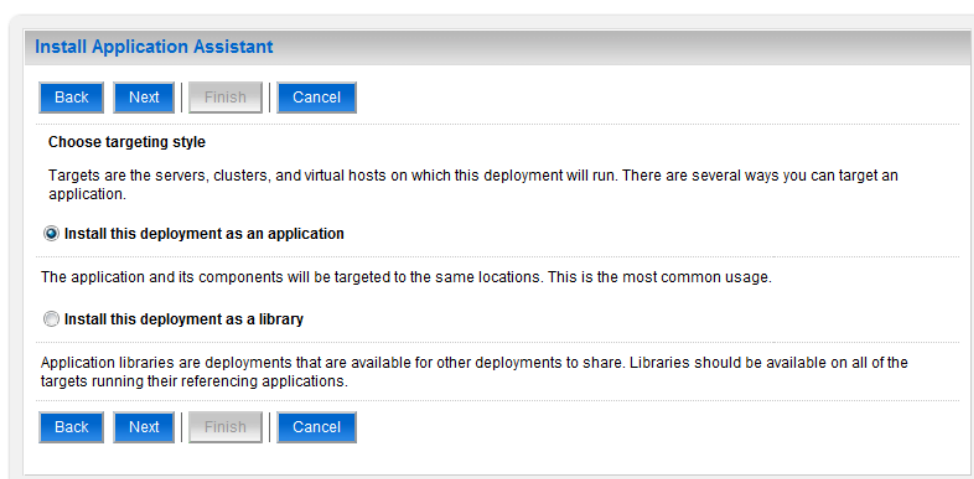 Install Application Assistant
Back Next Finish Cancel
Choose targeting style
Targets are the servers, clusters, and virtual hosts on which this deployment will run. There are several ways you can target an
application.
Install this deployment as an application
The application and its components will be targeted to the same locations. This is the most common usage.
Install this deployment as a library
Application libraries are deployments that are available for other deployments to share. Libraries should be available on all of the
targets running their referencing applications.
Back Next Finish Cancel